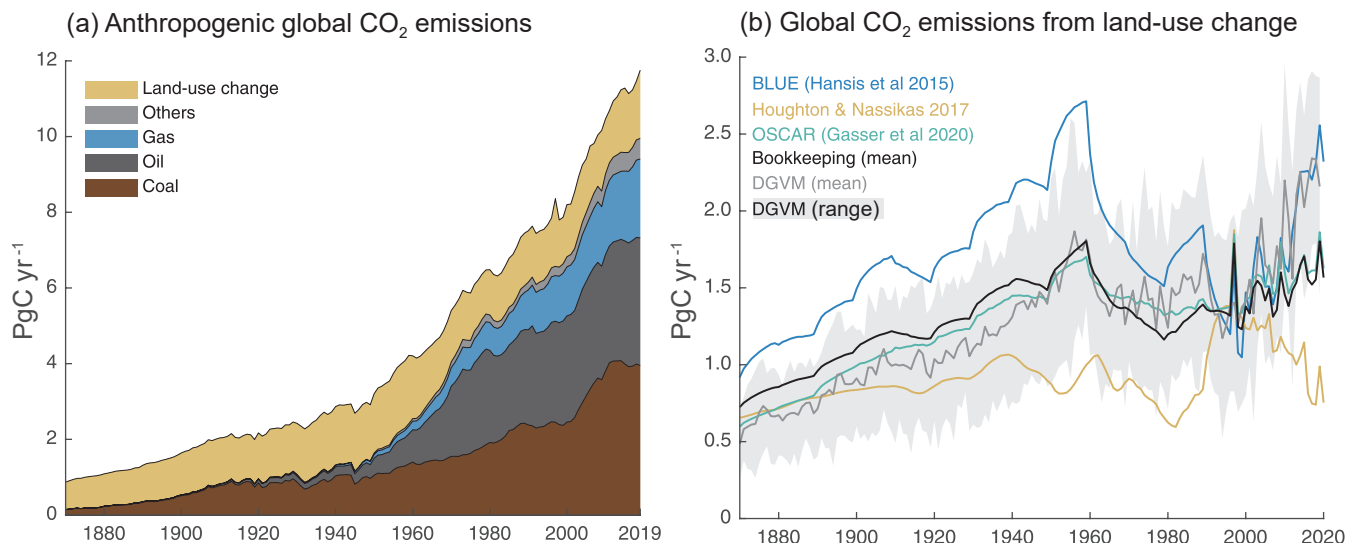 (a) Anthropogenic global CO₂ emissions
12
10
8
6
4
2
0
PgC yr⁻¹
Land-use change
Others
Gas
Oil
Coal
1880 1900 1920 1940 1960 1980 2000 2019
(b) Global CO₂ emissions from land-use change
3.0
2.5
2.0
1.5
1.0
0.5
0
PgC yr⁻¹
BLUE (Hansis et al 2015)
Houghton & Nassikas 2017
OSCAR (Gasser et al 2020)
Bookkeeping (mean)
DGVM (mean)
DGVM (range)
1880 1900 1920 1940 1960 1980 2000 2020